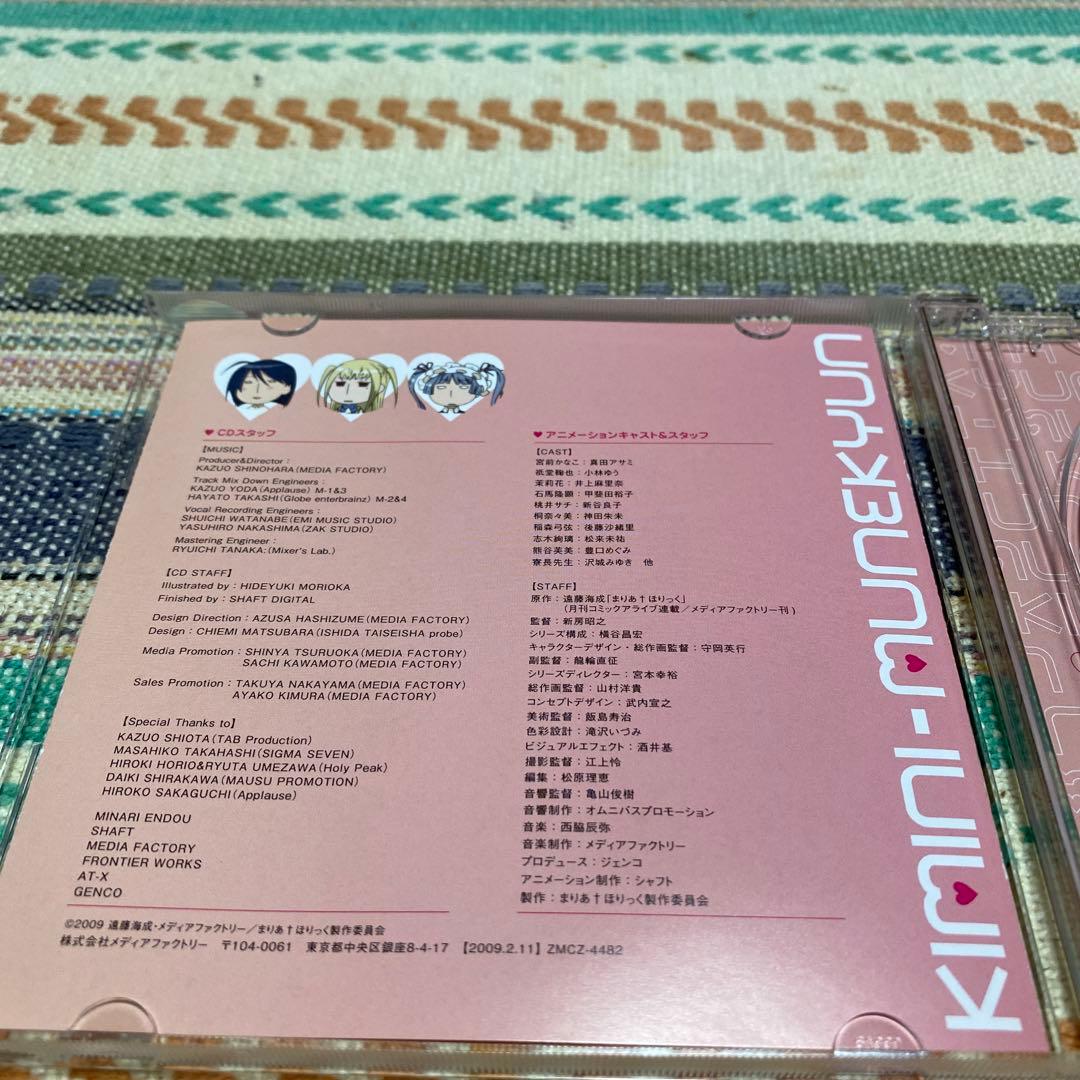 ♥ CDスタッフ
【MUSIC】
Producer&Director :
KAZUO SHINOHARA(MEDIA FACTORY)
Track Mix Down Engineers :
KAZUO YODA(Applause) M-1&3
HAYATO TAKASHI(Globe enterbrainz) M-2&4
Vocal Recording Engineers :
SHUICHI WATANABE(EMI MUSIC STUDIO)
YASUHIRO NAKASHIMA(ZAK STUDIO)
Mastering Engineer :
RYUICHI TANAKA:(Mixer's Lab.)
【CD STAFF】
Illustrated by : HIDEYUKI MORIOKA
Finished by : SHAFT DIGITAL
Design Direction : AZUSA HASHIZUME(MEDIA FACTORY)
Design : CHIEMI MATSUBARA(ISHIDA TAISEISHA probe)
Media Promotion : SHINYA TSURUOKA(MEDIA FACTORY)
SACHI KAWAMOTO(MEDIA FACTORY)
Sales Promotion : TAKUYA NAKAYAMA(MEDIA FACTORY)
AYAKO KIMURA(MEDIA FACTORY)
【Special Thanks to】
KAZUO SHIOTA(TAB Production)
MASAHIKO TAKAHASHI(SIGMA SEVEN)
HIROKI HORIO&RYUTA UMEZAWA(Holy Peak)
DAIKI SHIRAKAWA(MAUSU PROMOTION)
HIROKO SAKAGUCHI(Applause)
MINARI ENDOU
SHAFT
MEDIA FACTORY
FRONTIER WORKS
AT-X
GENCO
♥ アニメーションキャスト&スタッフ
【CAST】
宮前かなこ：真田アサミ
祇堂鞠也：小林ゆう
茉莉花：井上麻里奈
石馬隆顕：甲斐田裕子
桃井サチ：新谷良子
桐奈々美：神田朱未
稲森弓弦：後藤沙緒里
志木絢璃：松来未祐
熊谷芙美：豊口めぐみ
寮長先生：沢城みゆき 他
【STAFF】
原作：遠藤海成「まりあ†ほりっく」
（月刊コミックアライブ連載／メディアファクトリー刊）
監督：新房昭之
シリーズ構成：横谷昌宏
キャラクターデザイン・総作画監督：守岡英行
副監督：龍輪直征
シリーズディレクター：宮本幸裕
総作画監督：山村洋貴
コンセプトデザイン：武内宣之
美術監督：飯島寿治
色彩設計：滝沢いづみ
ビジュアルエフェクト：酒井基
撮影監督：江上怜
編集：松原理恵
音響監督：亀山俊樹
音響制作：オムニバスプロモーション
音楽：西脇辰弥
音楽制作：メディアファクトリー
プロデュース：ジェンコ
アニメーション制作：シャフト
製作：まりあ†ほりっく製作委員会
©2009 遠藤海成・メディアファクトリー／まりあ†ほりっく製作委員会
株式会社メディアファクトリー 〒104-0061 東京都中央区銀座8-4-17 【2009.2.11】 ZMCZ-4482
KIMINI-MUNEKYUN